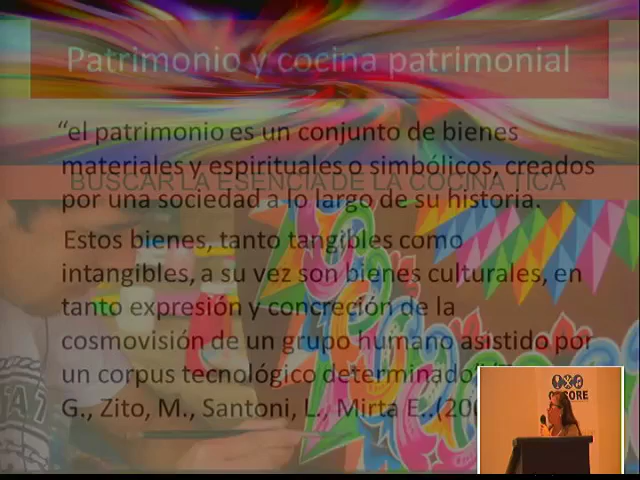 Patrimonio y cocina patrimonial
“el patrimonio es un conjunto de bienes
materiales y espirituales o simbólicos, creados
BUSCAR LA ESENCIA DE LA COCINA TICA
por una sociedad a lo largo de su historia.
Estos bienes, tanto tangibles como
intangibles, a su vez son bienes culturales, en
tanto expresión y concreción de la
cosmovisión de un grupo humano asistido por
un corpus tecnológico determinado
G., Zito, M., Santoni, L., Mirta E..(20